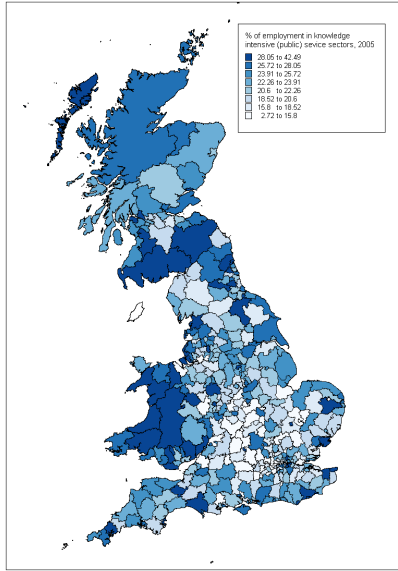 % of employment in knowledge
intensive (public) sevice sectors, 2005
28.05 to 42.49
25.72 to 28.05
23.91 to 25.72
22.26 to 23.91
20.6 to 22.26
18.52 to 20.6
15.8 to 18.52
2.72 to 15.8